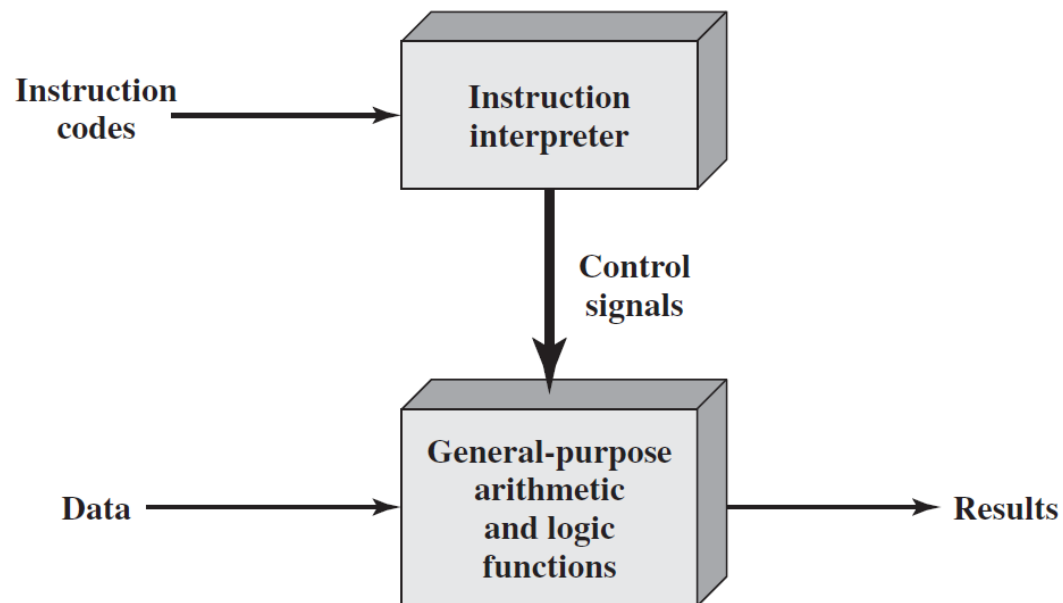 Instruction
codes
Instruction
interpreter
Control
signals
General-purpose
arithmetic
and logic
functions
Data
Results